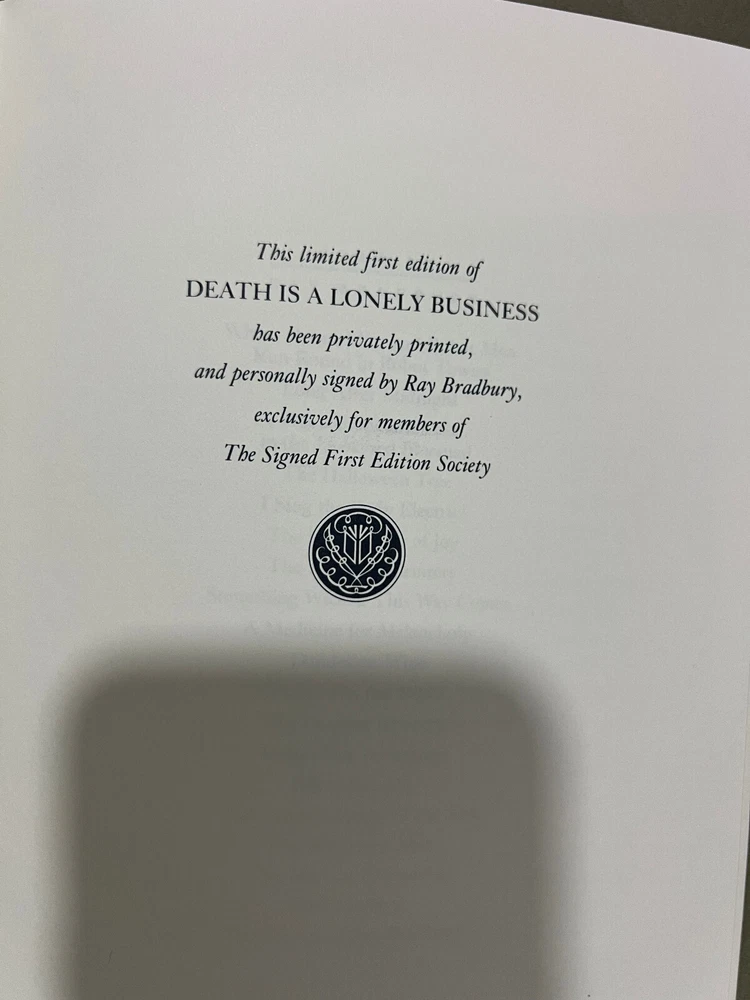 This limited first edition of
DEATH IS A LONELY BUSINESS
has been privately printed,
and personally signed by Ray Bradbury,
exclusively for members of
The Signed First Edition Society